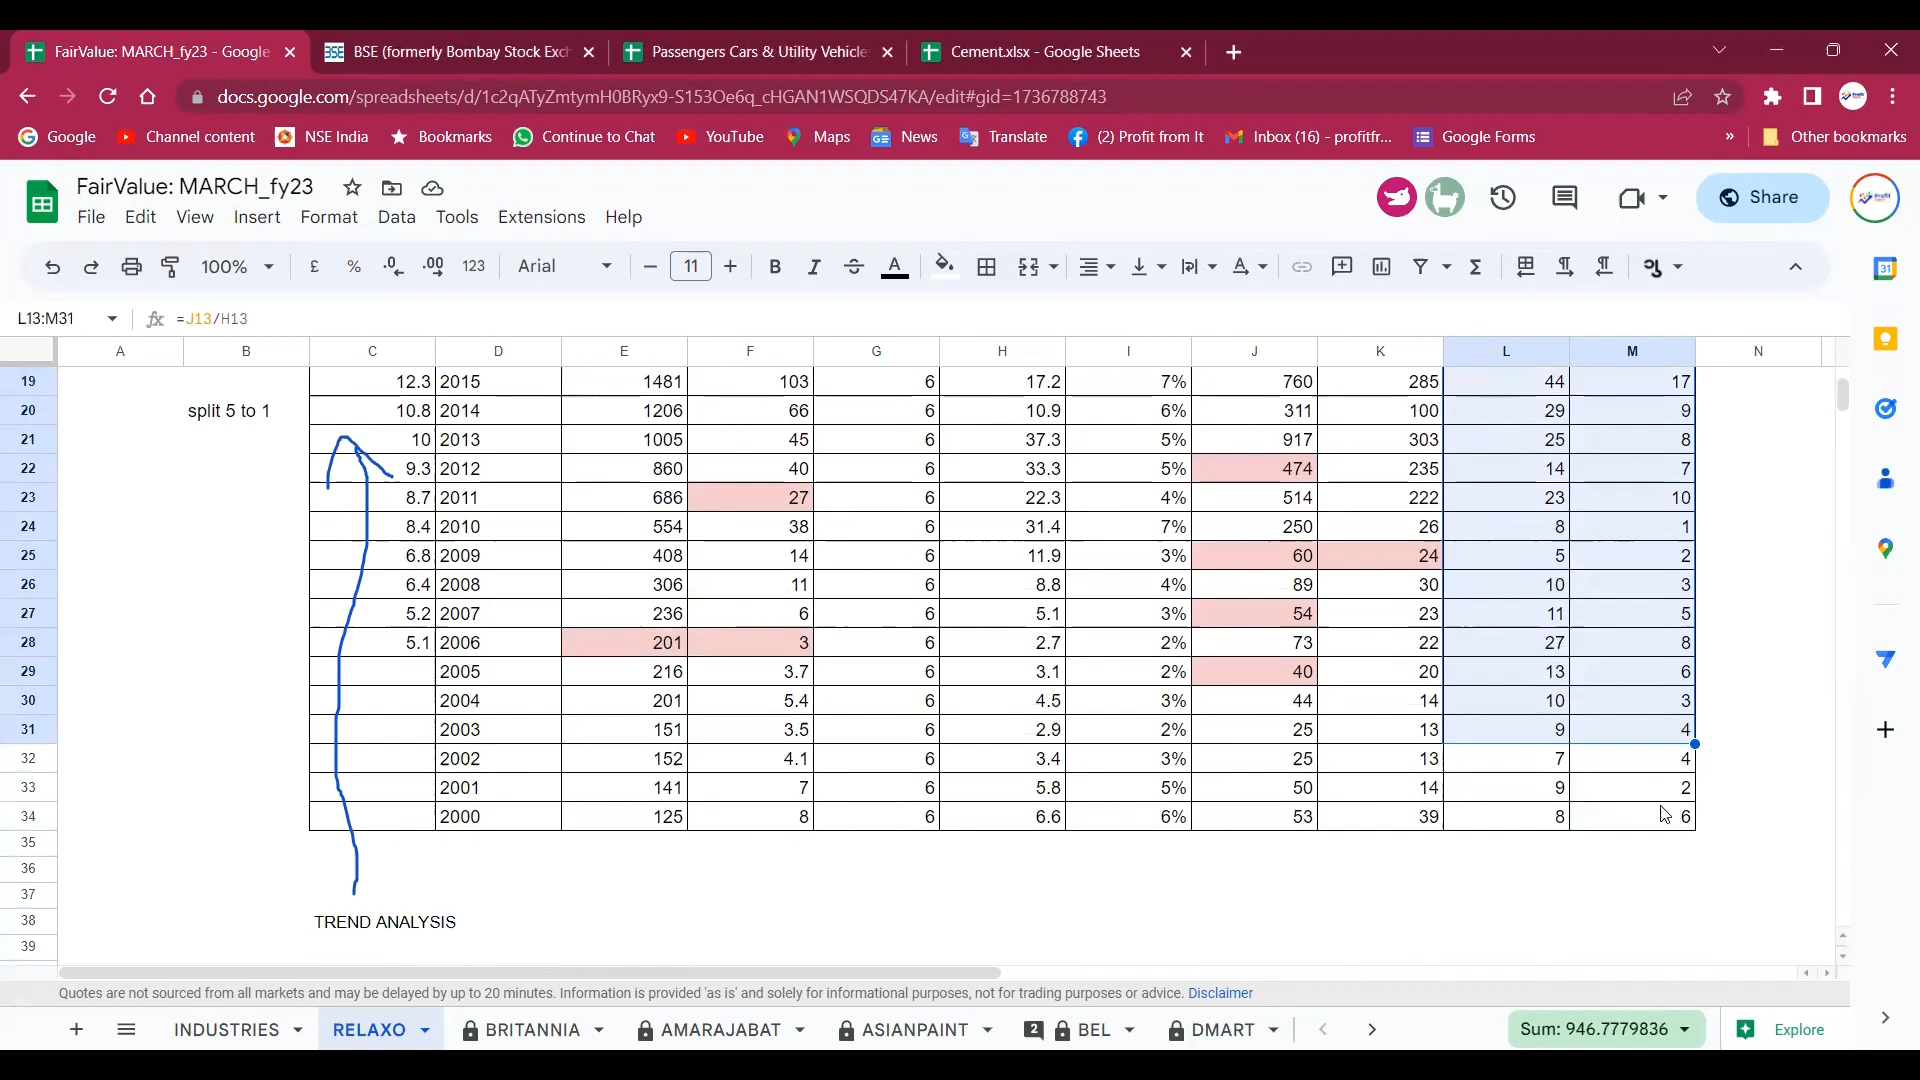 FairValue: MARCH_fy23 - Google
BSE (formerly Bombay Stock Exch
Passengers Cars & Utility Vehicles
Cement.xlsx - Google Sheets
docs.google.com/spreadsheets/d/1c2qATyZmtymH0BRyx9-S153Oe6q_cHGAN1WSQDS47KA/edit#gid=1736788743
Google Channel content NSE India Bookmarks Continue to Chat YouTube Maps News Translate (2) Profit from It Inbox (16) - profitfr... Google Forms » Other bookmarks
FairValue: MARCH_fy23
File Edit View Insert Format Data Tools Extensions Help
Share
100% £ % .0 .00 123 Arial 11 B I A
L13:M31 fx =J13/H13
A B C D E F G H I J K L M N
19 12.3 2015 1481 103 6 17.2 7% 760 285 44 17
20 split 5 to 1 10.8 2014 1206 66 6 10.9 6% 311 100 29 9
21 10 2013 1005 45 6 37.3 5% 917 303 25 8
22 9.3 2012 860 40 6 33.3 5% 474 235 14 7
23 8.7 2011 686 27 6 22.3 4% 514 222 23 10
24 8.4 2010 554 38 6 31.4 7% 250 26 8 1
25 6.8 2009 408 14 6 11.9 3% 60 24 5 2
26 6.4 2008 306 11 6 8.8 4% 89 30 10 3
27 5.2 2007 236 6 6 5.1 3% 54 23 11 5
28 5.1 2006 201 3 6 2.7 2% 73 22 27 8
29 2005 216 3.7 6 3.1 2% 40 20 13 6
30 2004 201 5.4 6 4.5 3% 44 14 10 3
31 2003 151 3.5 6 2.9 2% 25 13 9 4
32 2002 152 4.1 6 3.4 3% 25 13 7 4
33 2001 141 7 6 5.8 5% 50 14 9 2
34 2000 125 8 6 6.6 6% 53 39 8 6
35
36
37
38 TREND ANALYSIS
39
Quotes are not sourced from all markets and may be delayed by up to 20 minutes. Information is provided 'as is' and solely for informational purposes, not for trading purposes or advice. Disclaimer
INDUSTRIES RELAXO BRITANNIA AMARAJABAT ASIANPAINT 2 BEL DMART Sum: 946.7779836 Explore